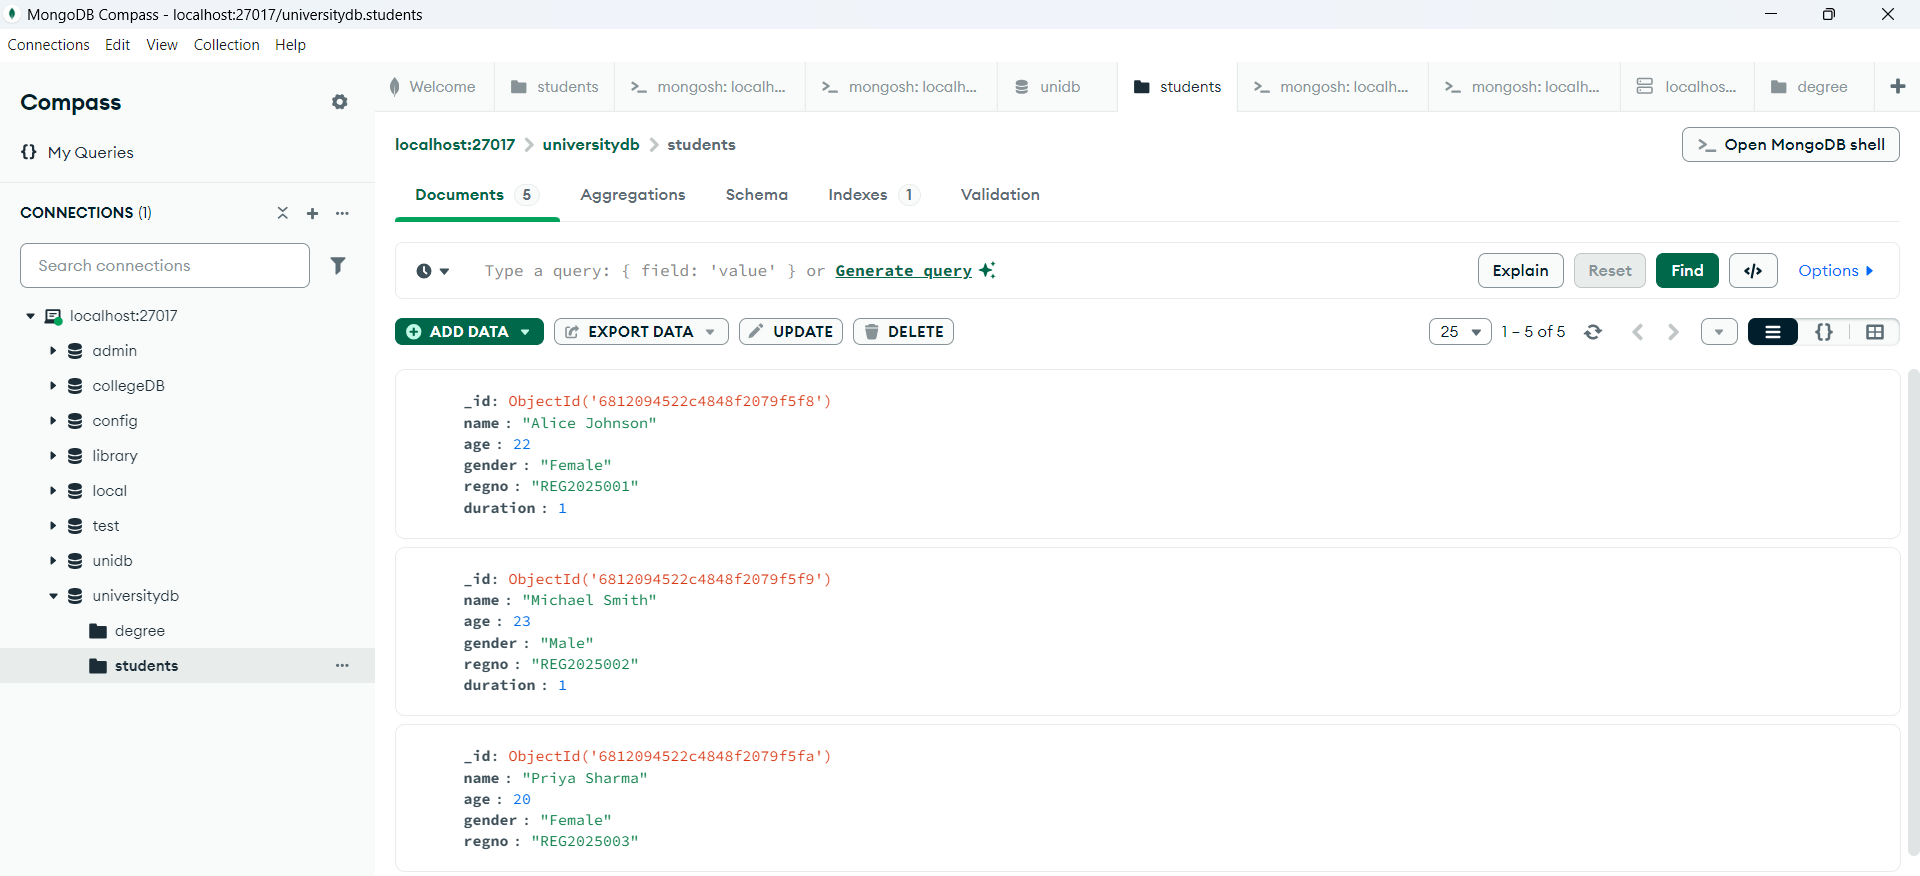 MongoDB Compass - localhost:27017/universitydb.students
Connections Edit View Collection Help
Compass
{} My Queries
CONNECTIONS (1)
Search connections
localhost:27017
admin
collegeDB
config
library
local
test
unidb
universitydb
degree
students
Welcome students >_ mongosh: localh... >_ mongosh: localh... unidb students >_ mongosh: localh... >_ mongosh: localh... localhos... degree
localhost:27017 > universitydb > students
>_ Open MongoDB shell
Documents 5 Aggregations Schema Indexes 1 Validation
Type a query: { field: 'value' } or Generate query
Explain Reset Find </> Options
ADD DATA EXPORT DATA UPDATE DELETE
25 1 – 5 of 5 {}
_id: ObjectId('6812094522c4848f2079f5f8')
name : "Alice Johnson"
age : 22
gender : "Female"
regno : "REG2025001"
duration : 1
_id: ObjectId('6812094522c4848f2079f5f9')
name : "Michael Smith"
age : 23
gender : "Male"
regno : "REG2025002"
duration : 1
_id: ObjectId('6812094522c4848f2079f5fa')
name : "Priya Sharma"
age : 20
gender : "Female"
regno : "REG2025003"